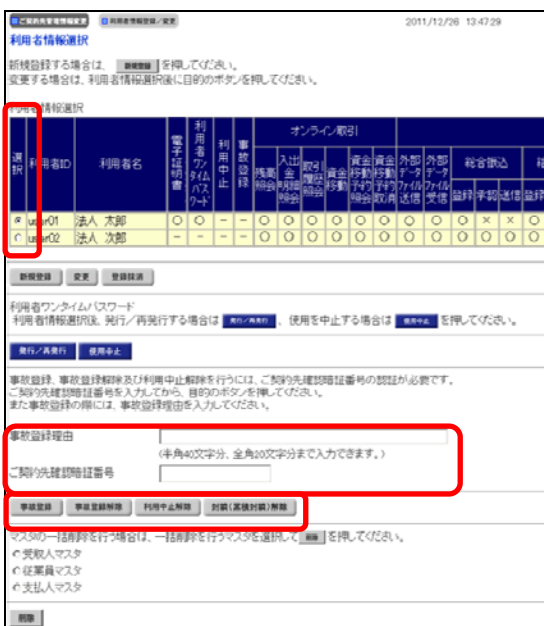 ご契約先管理情報変更 利用者情報登録/変更 2011/12/26 13:47:29
利用者情報選択
新規登録する場合は、 新規登録 を押してください。
変更する場合は、利用者情報選択後に目的のボタンを押してください。
利用者情報選択
選択 利用者ID 利用者名 電子証明書 利用者ワンタイムパスワード 利用中止 事故登録 オンライン取引 総合振込
残高照会 入出金明細照会 取引履歴照会 資金移動 資金移動予約照会 資金移動予約取消 外部データファイル送信 外部データファイル受信 登録 承認 送信 登録
user01 法人 太郎 ○ ○ － － ○ ○ ○ ○ ○ ○ ○ ○ ○ × × ○
user02 法人 次郎 － － － － ○ ○ ○ ○ ○ ○ ○ ○ ○ ○ ○ ○
新規登録 変更 登録抹消
利用者ワンタイムパスワード
利用者情報選択後、発行/再発行する場合は 発行/再発行 、使用を中止する場合は 使用中止 を押してください。
発行/再発行 使用中止
事故登録、事故登録解除及び利用中止解除を行うには、ご契約先確認暗証番号の認証が必要です。
ご契約先確認暗証番号を入力してから、目的のボタンを押してください。
また事故登録の際には、事故登録理由を入力してください。
事故登録理由
(半角40文字分、全角20文字分まで入力できます。)
ご契約先確認暗証番号
事故登録 事故登録解除 利用中止解除 封鎖(実検封鎖)解除
マスタの一括削除を行う場合は、一括削除を行うマスタを選択して 削除 を押してください。
受取人マスタ
従業員マスタ
支払人マスタ
削除